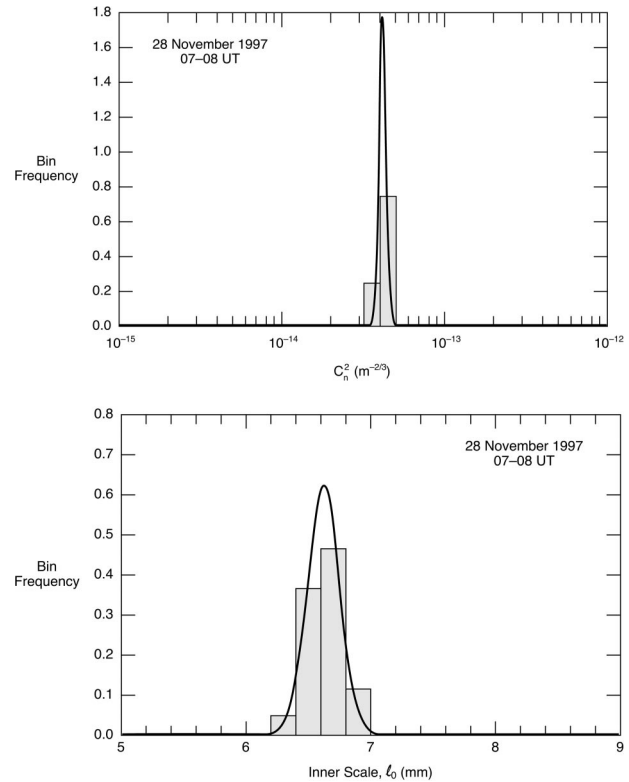 1.8
28 November 1997
07–08 UT
1.6
1.4
1.2
Bin
Frequency
1.0
0.8
0.6
0.4
0.2
0.0
10⁻¹⁵ 10⁻¹⁴ 10⁻¹³ 10⁻¹²
Cₙ² (m⁻²ᐟ³)
0.8
28 November 1997
07–08 UT
0.7
0.6
0.5
Bin
Frequency
0.4
0.3
0.2
0.1
0.0
5 6 7 8 9
Inner Scale, ℓ₀ (mm)